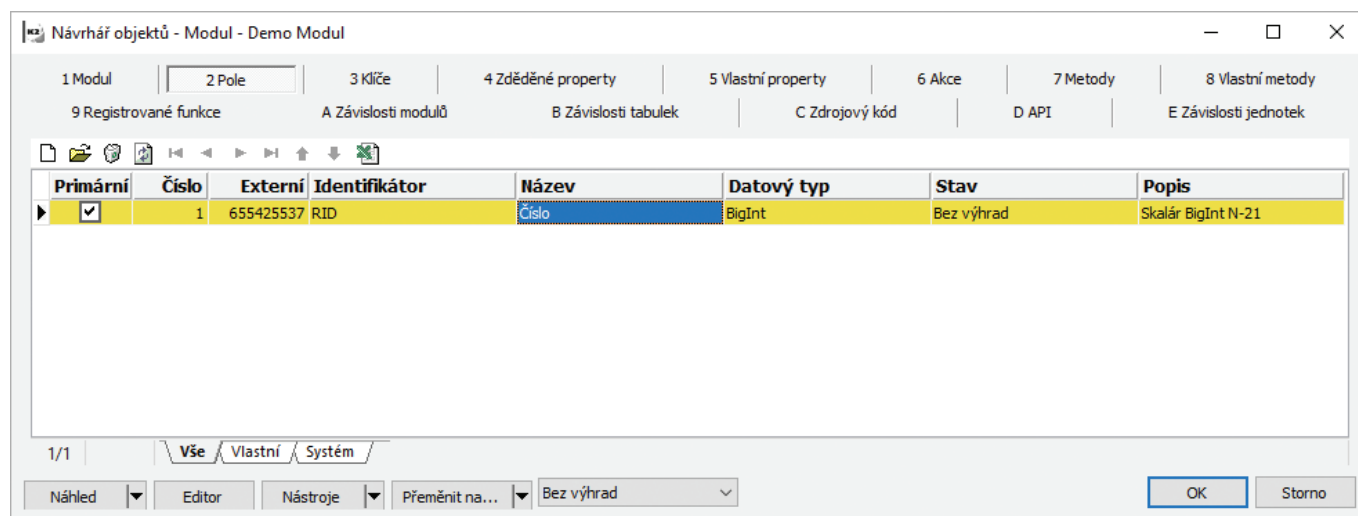 K2 Návrhář objektů - Modul - Demo Modul
1 Modul 2 Pole 3 Klíče 4 Zděděné property 5 Vlastní property 6 Akce 7 Metody 8 Vlastní metody
9 Registrované funkce A Závislosti modulů B Závislosti tabulek C Zdrojový kód D API E Závislosti jednotek
Primární Číslo Externí Identifikátor Název Datový typ Stav Popis
1 655425537 RID Číslo BigInt Bez výhrad Skalár BigInt N-21
1/1 Vše Vlastní Systém
Náhled Editor Nástroje Přeměnit na... Bez výhrad OK Storno